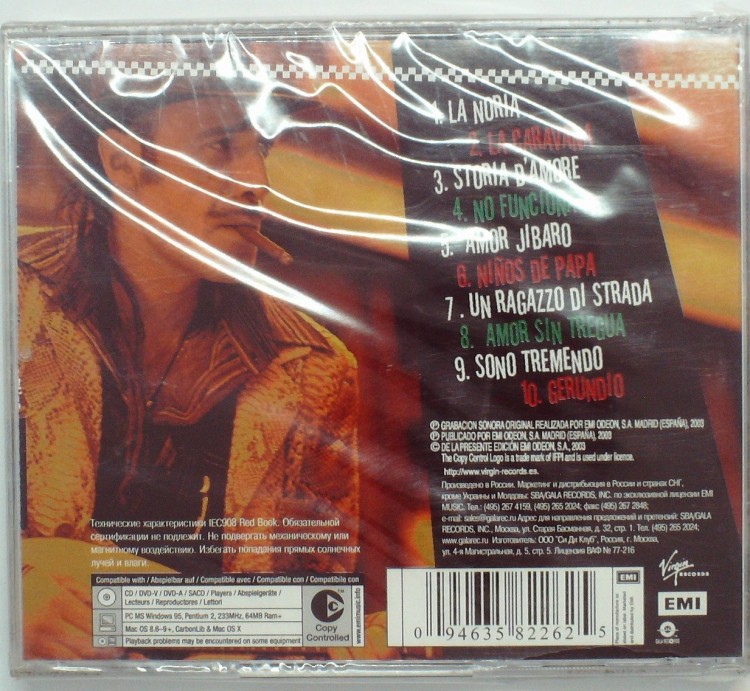 1. LA NORIA
2. LA CARAVANA
3. STORIA D'AMORE
4. NO FUNCIONA
5. AMOR JÍBARO
6. NIÑOS DE PAPA
7. UN RAGAZZO DI STRADA
8. AMOR SIN TREGUA
9. SONO TREMENDO
10. GERUNDIO
Ⓟ GRABACION SONORA ORIGINAL REALIZADA POR EMI ODEON, S.A. MADRID (ESPAÑA), 2003
Ⓟ PUBLICADO POR EMI ODEON, S.A. MADRID (ESPAÑA), 2003
© DE LA PRESENTE EDICIÓN EMI ODEON, S.A., 2003
The Copy Control Logo is a trade mark of IFPI and is used under licence.
http://www.virgin-records.es.
Произведено в России. Маркетинг и дистрибьюция в России и странах СНГ,
кроме Украины и Молдовы: SBA/GALA RECORDS, INC. по эксклюзивной лицензии EMI
MUSIC. Тел.: (495) 267 4159, (495) 265 2024; факс (495) 267 2848;
e-mail: sales@galarec.ru Адрес для направления предложений и претензий: SBA/GALA
RECORDS, INC., Москва, ул. Старая Басманная, д. 32, стр. 1. Тел. (495) 265 2024;
www.galarec.ru Изготовитель: ООО "Си Ди Клуб", Россия, г. Москва,
ул. 4-я Магистральная, д. 5, стр. 5. Лицензия ВАФ № 77-216
Технические характеристики IEC908 Red Book. Обязательной
сертификации не подлежит. Не подвергать механическому или
магнитному воздействию. Избегать попадания прямых солнечных
лучей и влаги.
Compatible with / Abspielbar auf / Compatible avec / Compatible con / Compatibile con
CD / DVD-V / DVD-A / SACD / Players / Abspielgeräte /
Lecteurs / Reproductores / Lettori
PC MS Windows 95, Pentium 2, 233MHz, 64MB Ram+
Mac OS 8.6-9+, CarbonLib & Mac OS X
Playback problems may be encountered on some equipment
Copy
Controlled
www.emimusic.info
0 94635 82262 5
EMI
Virgin
RECORDS
EMI